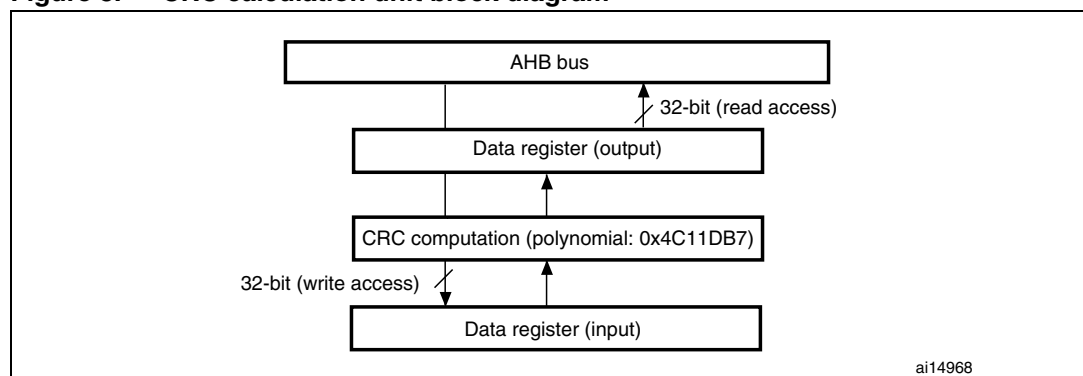 AHB bus
32-bit (read access)
Data register (output)
CRC computation (polynomial: 0x4C11DB7)
32-bit (write access)
Data register (input)
ai14968